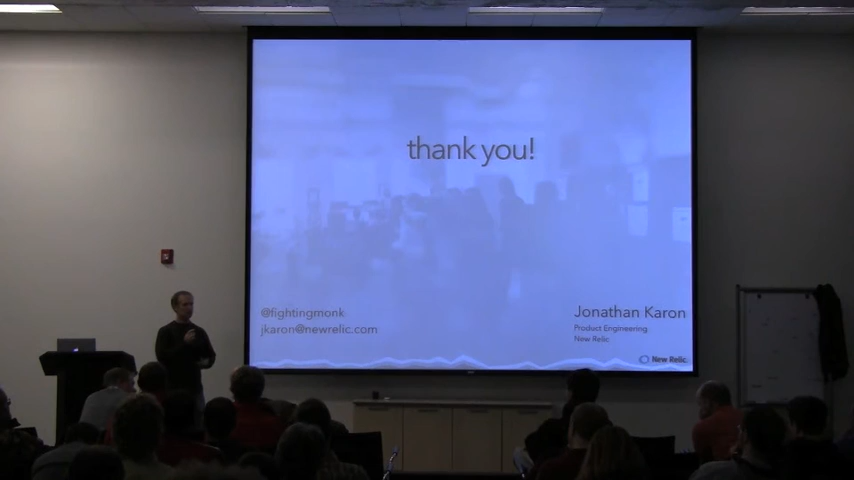 thank you!
@fightingmonk
jkaron@newrelic.com
Jonathan Karon
Product Engineering
New Relic
New Relic